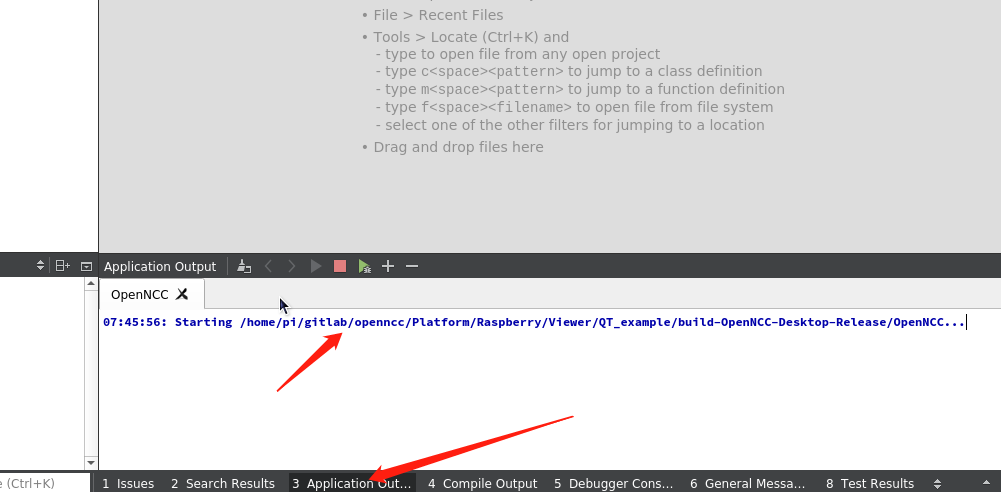 • File > Recent Files
• Tools > Locate (Ctrl+K) and
- type to open file from any open project
- type c<space><pattern> to jump to a class definition
- type m<space><pattern> to jump to a function definition
- type f<space><filename> to open file from file system
- select one of the other filters for jumping to a location
• Drag and drop files here
Application Output
OpenNCC
07:45:56: Starting /home/pi/gitlab/openncc/Platform/Raspberry/Viewer/QT_example/build-OpenNCC-Desktop-Release/OpenNCC...
e (Ctrl+K) 1 Issues 2 Search Results 3 Application Out... 4 Compile Output 5 Debugger Cons... 6 General Messa... 8 Test Results